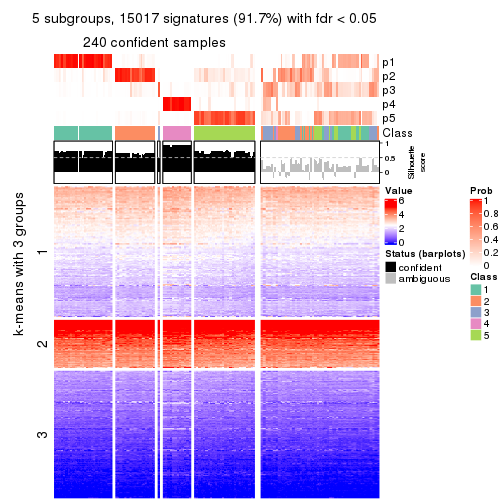 5 subgroups, 15017 signatures (91.7%) with fdr < 0.05
240 confident samples
p1
p2
p3
p4
p5
Class
1
0.5
0
Silhouette
score
k-means with 3 groups
1
2
3
Value
6
4
2
0
Status (barplots)
confident
ambiguous
Prob
1
0.8
0.6
0.4
0.2
0
Class
1
2
3
4
5